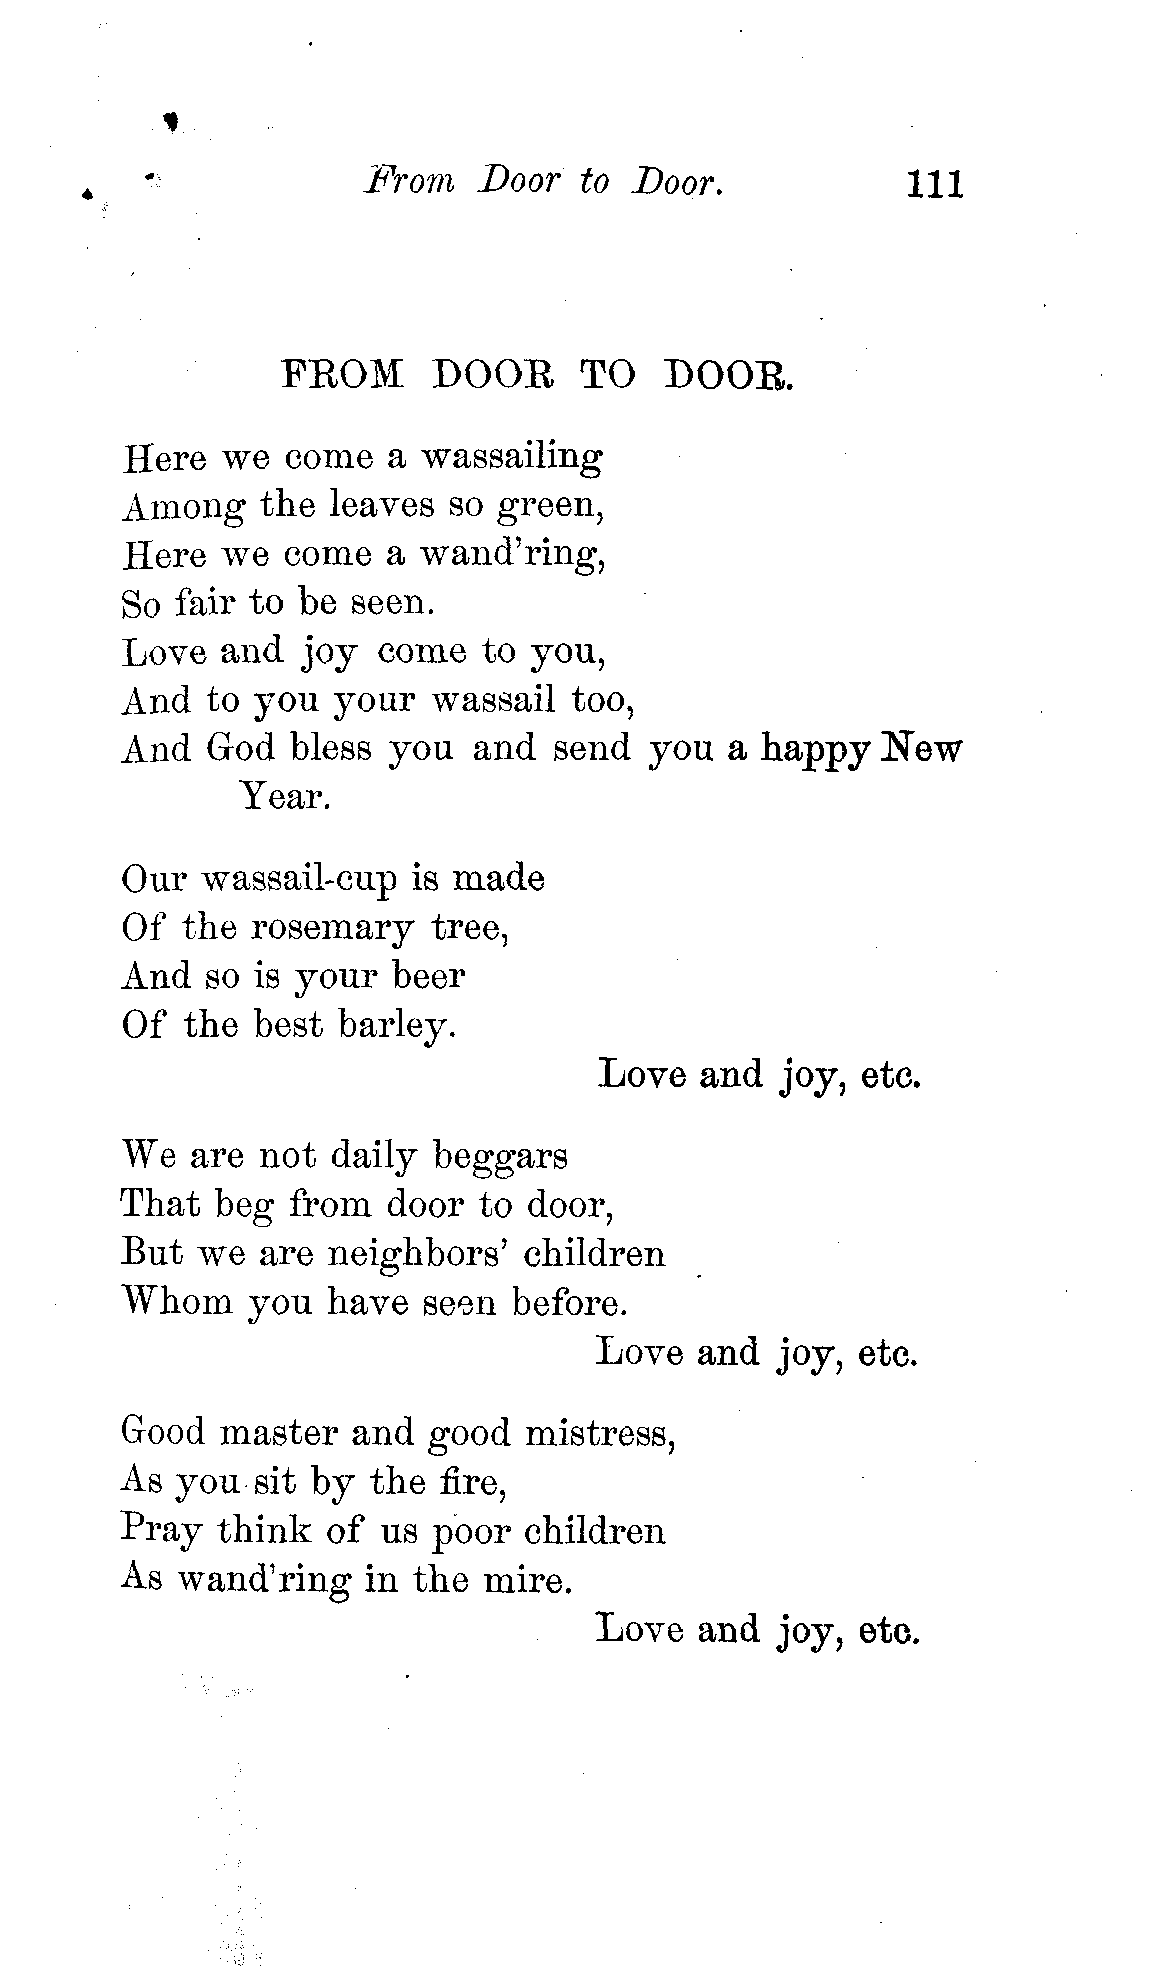 From Door to Door. 111
FROM DOOR TO DOOR.
Here we come a wassailing
Among the leaves so green,
Here we come a wand'ring,
So fair to be seen.
Love and joy come to you,
And to you your wassail too,
And God bless you and send you a happy New
Year.
Our wassail-cup is made
Of the rosemary tree,
And so is your beer
Of the best barley.
Love and joy, etc.
We are not daily beggars
That beg from door to door,
But we are neighbors' children
Whom you have seen before.
Love and joy, etc.
Good master and good mistress,
As you sit by the fire,
Pray think of us poor children
As wand'ring in the mire.
Love and joy, etc.